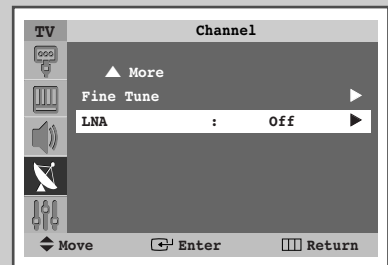 TV Channel
▲ More
Fine Tune ▶
LNA : Off ▶
Move Enter Return